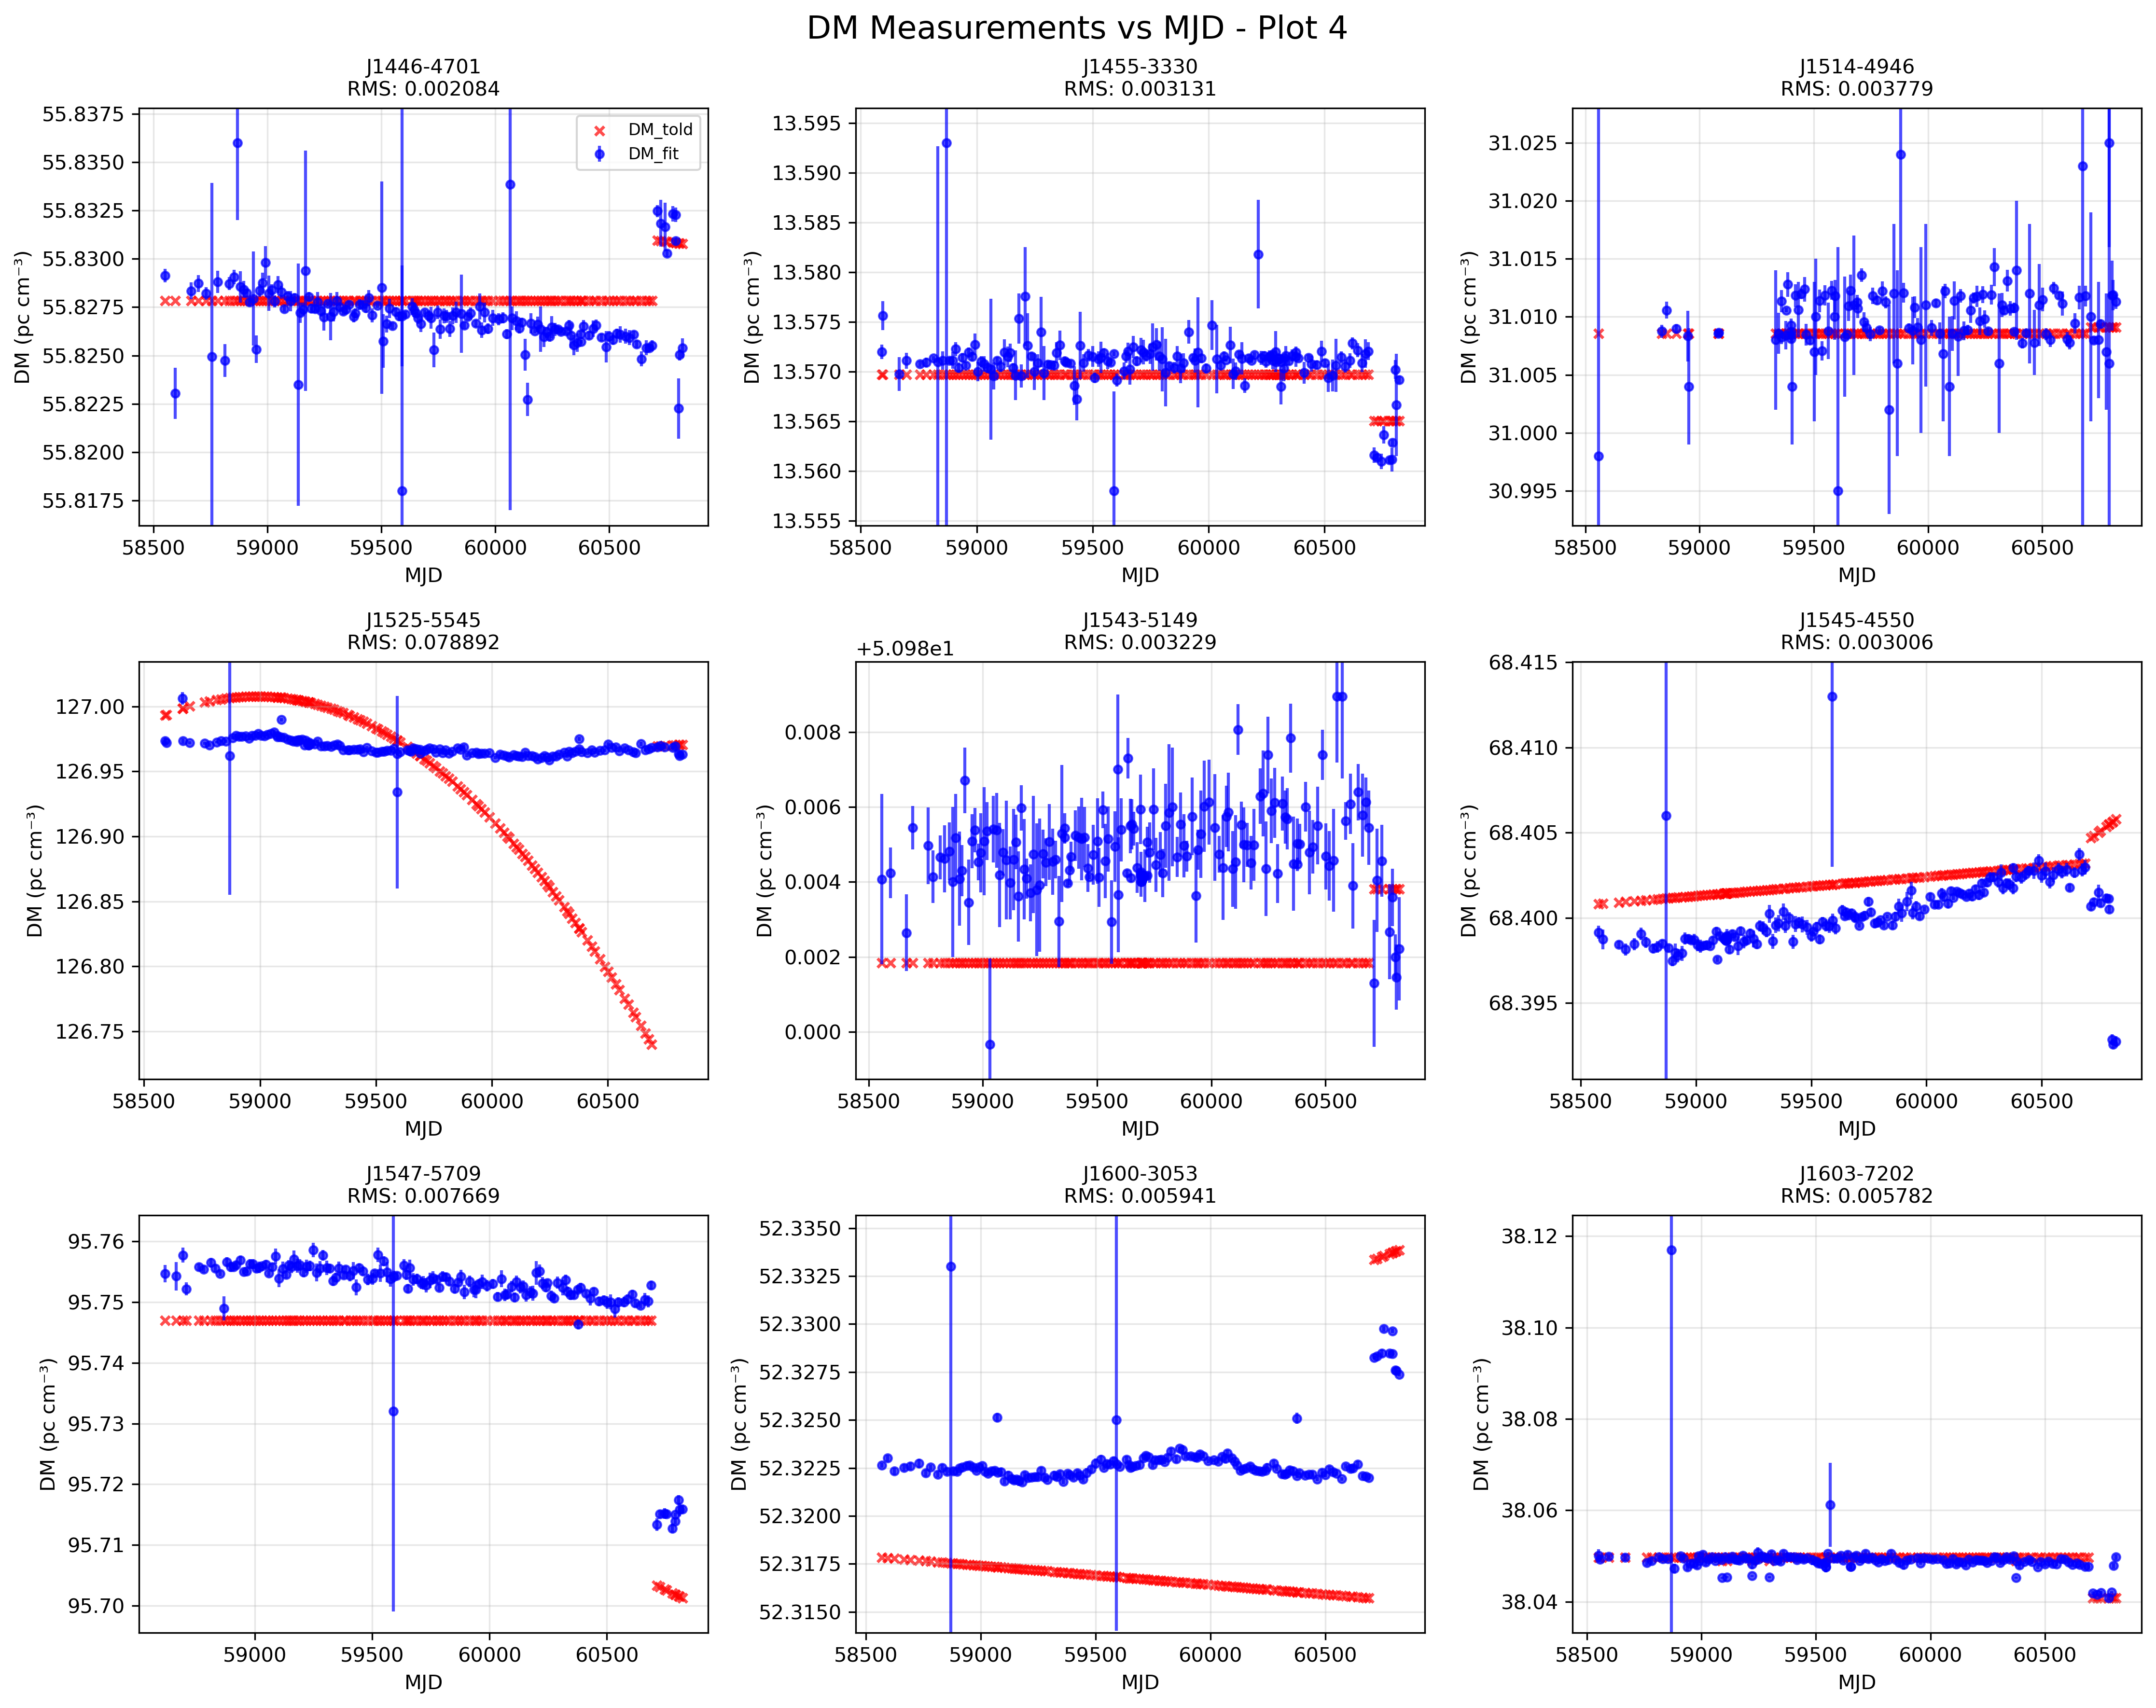 DM Measurements vs MJD - Plot 4
J1446-4701
RMS: 0.002084
55.8375
55.8350
55.8325
55.8300
55.8275
55.8250
55.8225
55.8200
55.8175
DM (pc cm⁻³)
DM_told
DM_fit
58500
59000
59500
60000
60500
MJD
J1455-3330
RMS: 0.003131
13.595
13.590
13.585
13.580
13.575
13.570
13.565
13.560
13.555
DM (pc cm⁻³)
58500
59000
59500
60000
60500
MJD
J1514-4946
RMS: 0.003779
31.025
31.020
31.015
31.010
31.005
31.000
30.995
DM (pc cm⁻³)
58500
59000
59500
60000
60500
MJD
J1525-5545
RMS: 0.078892
127.00
126.95
126.90
126.85
126.80
126.75
DM (pc cm⁻³)
58500
59000
59500
60000
60500
MJD
J1543-5149
RMS: 0.003229
+5.098e1
0.008
0.006
0.004
0.002
0.000
DM (pc cm⁻³)
58500
59000
59500
60000
60500
MJD
J1545-4550
RMS: 0.003006
68.415
68.410
68.405
68.400
68.395
DM (pc cm⁻³)
58500
59000
59500
60000
60500
MJD
J1547-5709
RMS: 0.007669
95.76
95.75
95.74
95.73
95.72
95.71
95.70
DM (pc cm⁻³)
59000
59500
60000
60500
MJD
J1600-3053
RMS: 0.005941
52.3350
52.3325
52.3300
52.3275
52.3250
52.3225
52.3200
52.3175
52.3150
DM (pc cm⁻³)
58500
59000
59500
60000
60500
MJD
J1603-7202
RMS: 0.005782
38.12
38.10
38.08
38.06
38.04
DM (pc cm⁻³)
58500
59000
59500
60000
60500
MJD